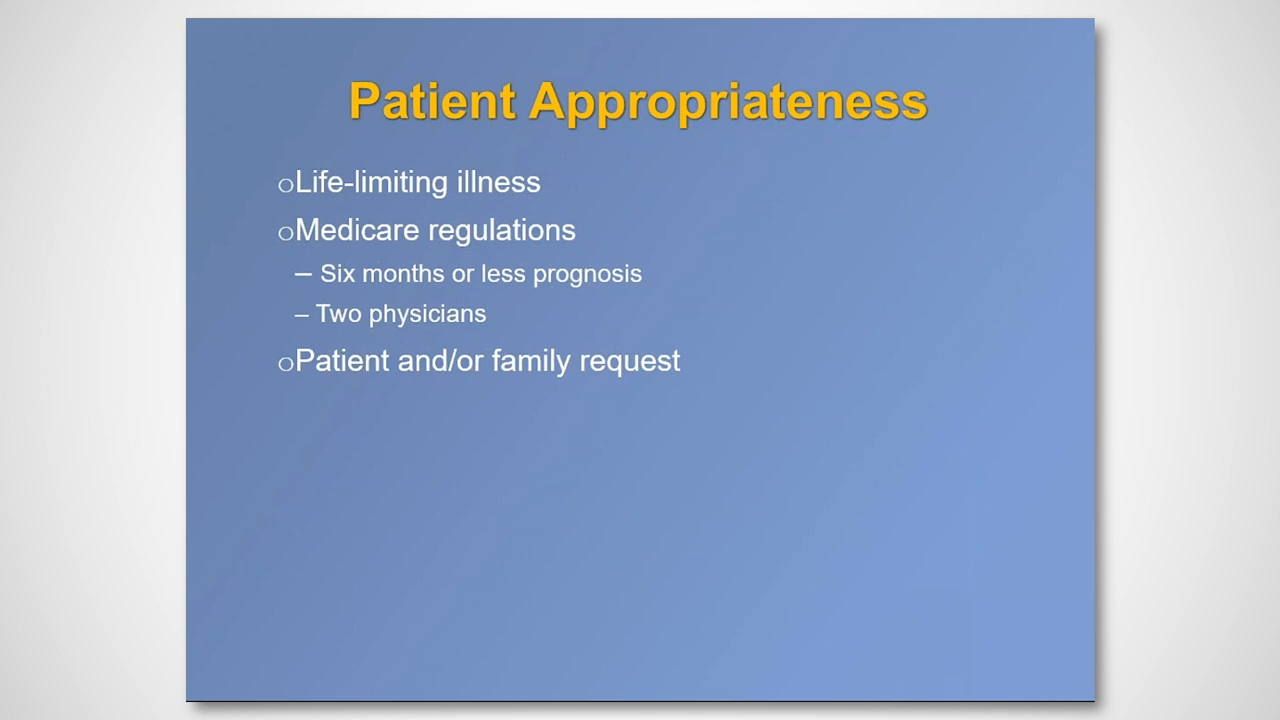 Patient Appropriateness
○Life-limiting illness
○Medicare regulations
– Six months or less prognosis
– Two physicians
○Patient and/or family request